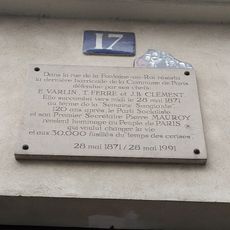 17
Dans la rue de la Fontaine-au-Roi résista
la dernière barricade de la Commune de Paris
défendue par ses chefs
E. VARLIN, T. FERRE et J.B. CLEMENT.
Elle succomba vers midi le 28 mai 1871
au terme de la "Semaine Sanglante".
120 ans après, le Parti Socialiste
et son Premier Secrétaire Pierre MAUROY
rendent hommage au Peuple de PARIS
qui voulut changer la vie
et aux 30.000 fusillés du temps des cerises.
28 mai 1871/28 mai 1991